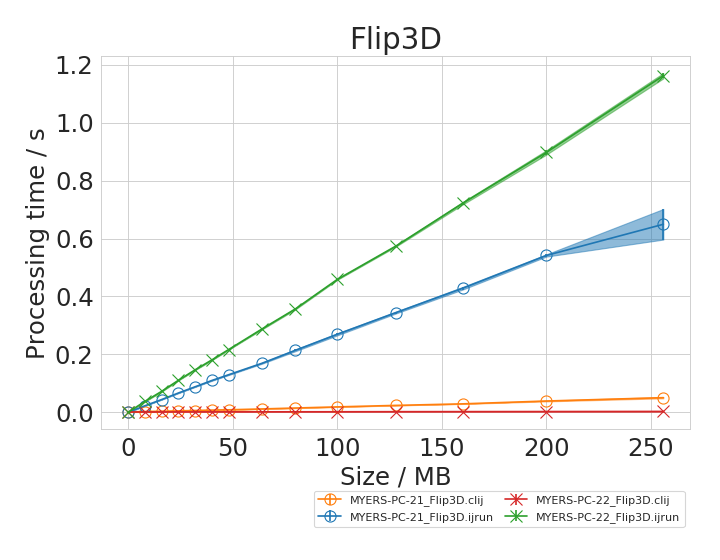 Flip3D
1.2
1.0
0.8
0.6
0.4
0.2
0.0
Processing time / s
0 50 100 150 200 250
Size / MB
MYERS-PC-21_Flip3D.clij MYERS-PC-22_Flip3D.clij
MYERS-PC-21_Flip3D.ijrun MYERS-PC-22_Flip3D.ijrun